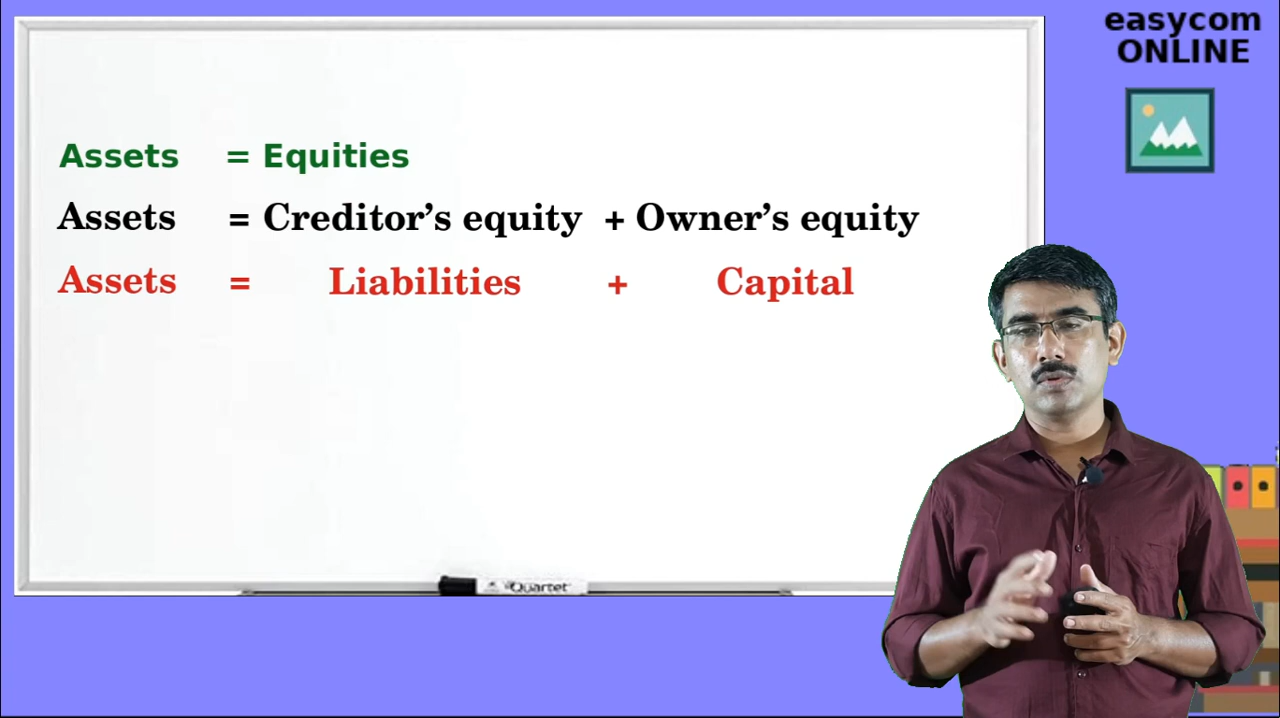 easycom
ONLINE
Assets = Equities
Assets = Creditor’s equity + Owner’s equity
Assets = Liabilities + Capital
Quartet